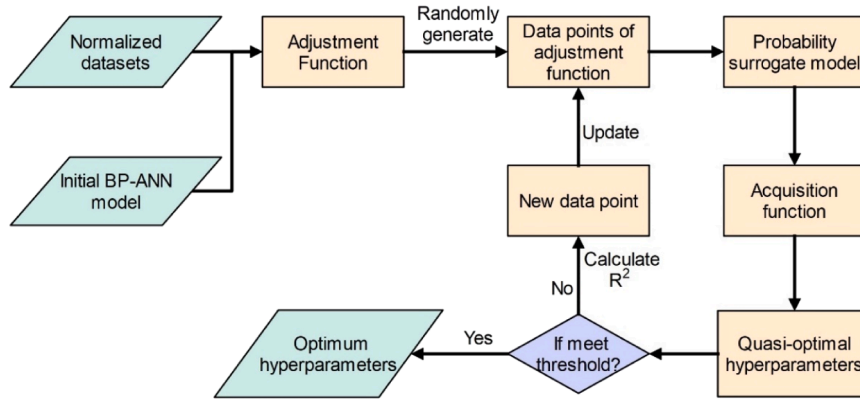 Normalized
datasets
Adjustment
Function
Randomly
generate
Data points of
adjustment
function
Probability
surrogate model
Update
Initial BP-ANN
model
New data point
Acquisition
function
Calculate
R²
No
Optimum
hyperparameters
Yes
If meet
threshold?
Quasi-optimal
hyperparameters